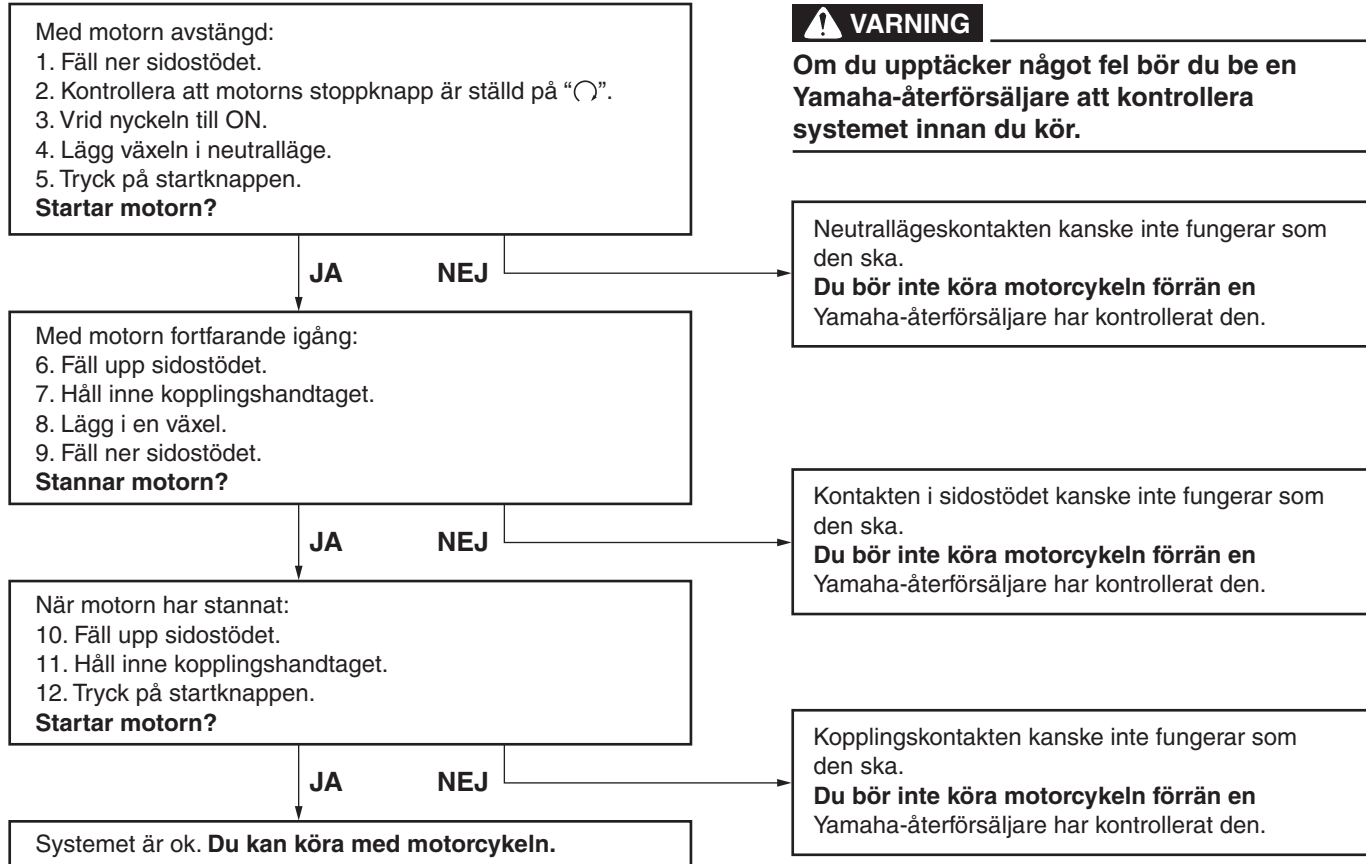 Med motorn avstängd:
1. Fäll ner sidostödet.
2. Kontrollera att motorns stoppknapp är ställd på “⃝”.
3. Vrid nyckeln till ON.
4. Lägg växeln i neutralläge.
5. Tryck på startknappen.
Startar motorn?
VARNING
Om du upptäcker något fel bör du be en
Yamaha-återförsäljare att kontrollera
systemet innan du kör.
JA
NEJ
Neutrallägeskontakten kanske inte fungerar som
den ska.
Du bör inte köra motorcykeln förrän en
Yamaha-återförsäljare har kontrollerat den.
Med motorn fortfarande igång:
6. Fäll upp sidostödet.
7. Håll inne kopplingshandtaget.
8. Lägg i en växel.
9. Fäll ner sidostödet.
Stannar motorn?
JA
NEJ
Kontakten i sidostödet kanske inte fungerar som
den ska.
Du bör inte köra motorcykeln förrän en
Yamaha-återförsäljare har kontrollerat den.
När motorn har stannat:
10. Fäll upp sidostödet.
11. Håll inne kopplingshandtaget.
12. Tryck på startknappen.
Startar motorn?
JA
NEJ
Kopplingskontakten kanske inte fungerar som
den ska.
Du bör inte köra motorcykeln förrän en
Yamaha-återförsäljare har kontrollerat den.
Systemet är ok. Du kan köra med motorcykeln.